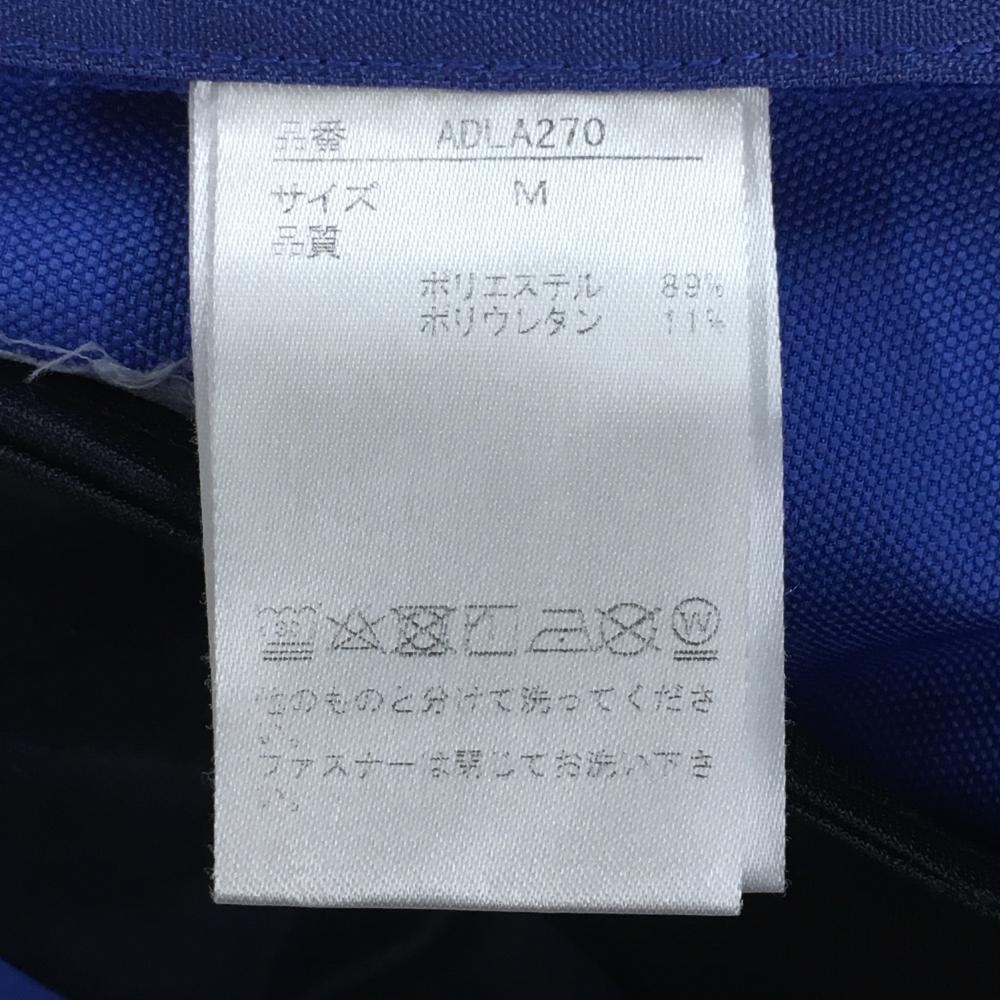 品番 ADLA270
サイズ M
品質
ポリエステル 89%
ポリウレタン 11%
30
W
他のものと分けて洗ってくださ
い。
ファスナーは閉じてお洗い下さ
い。